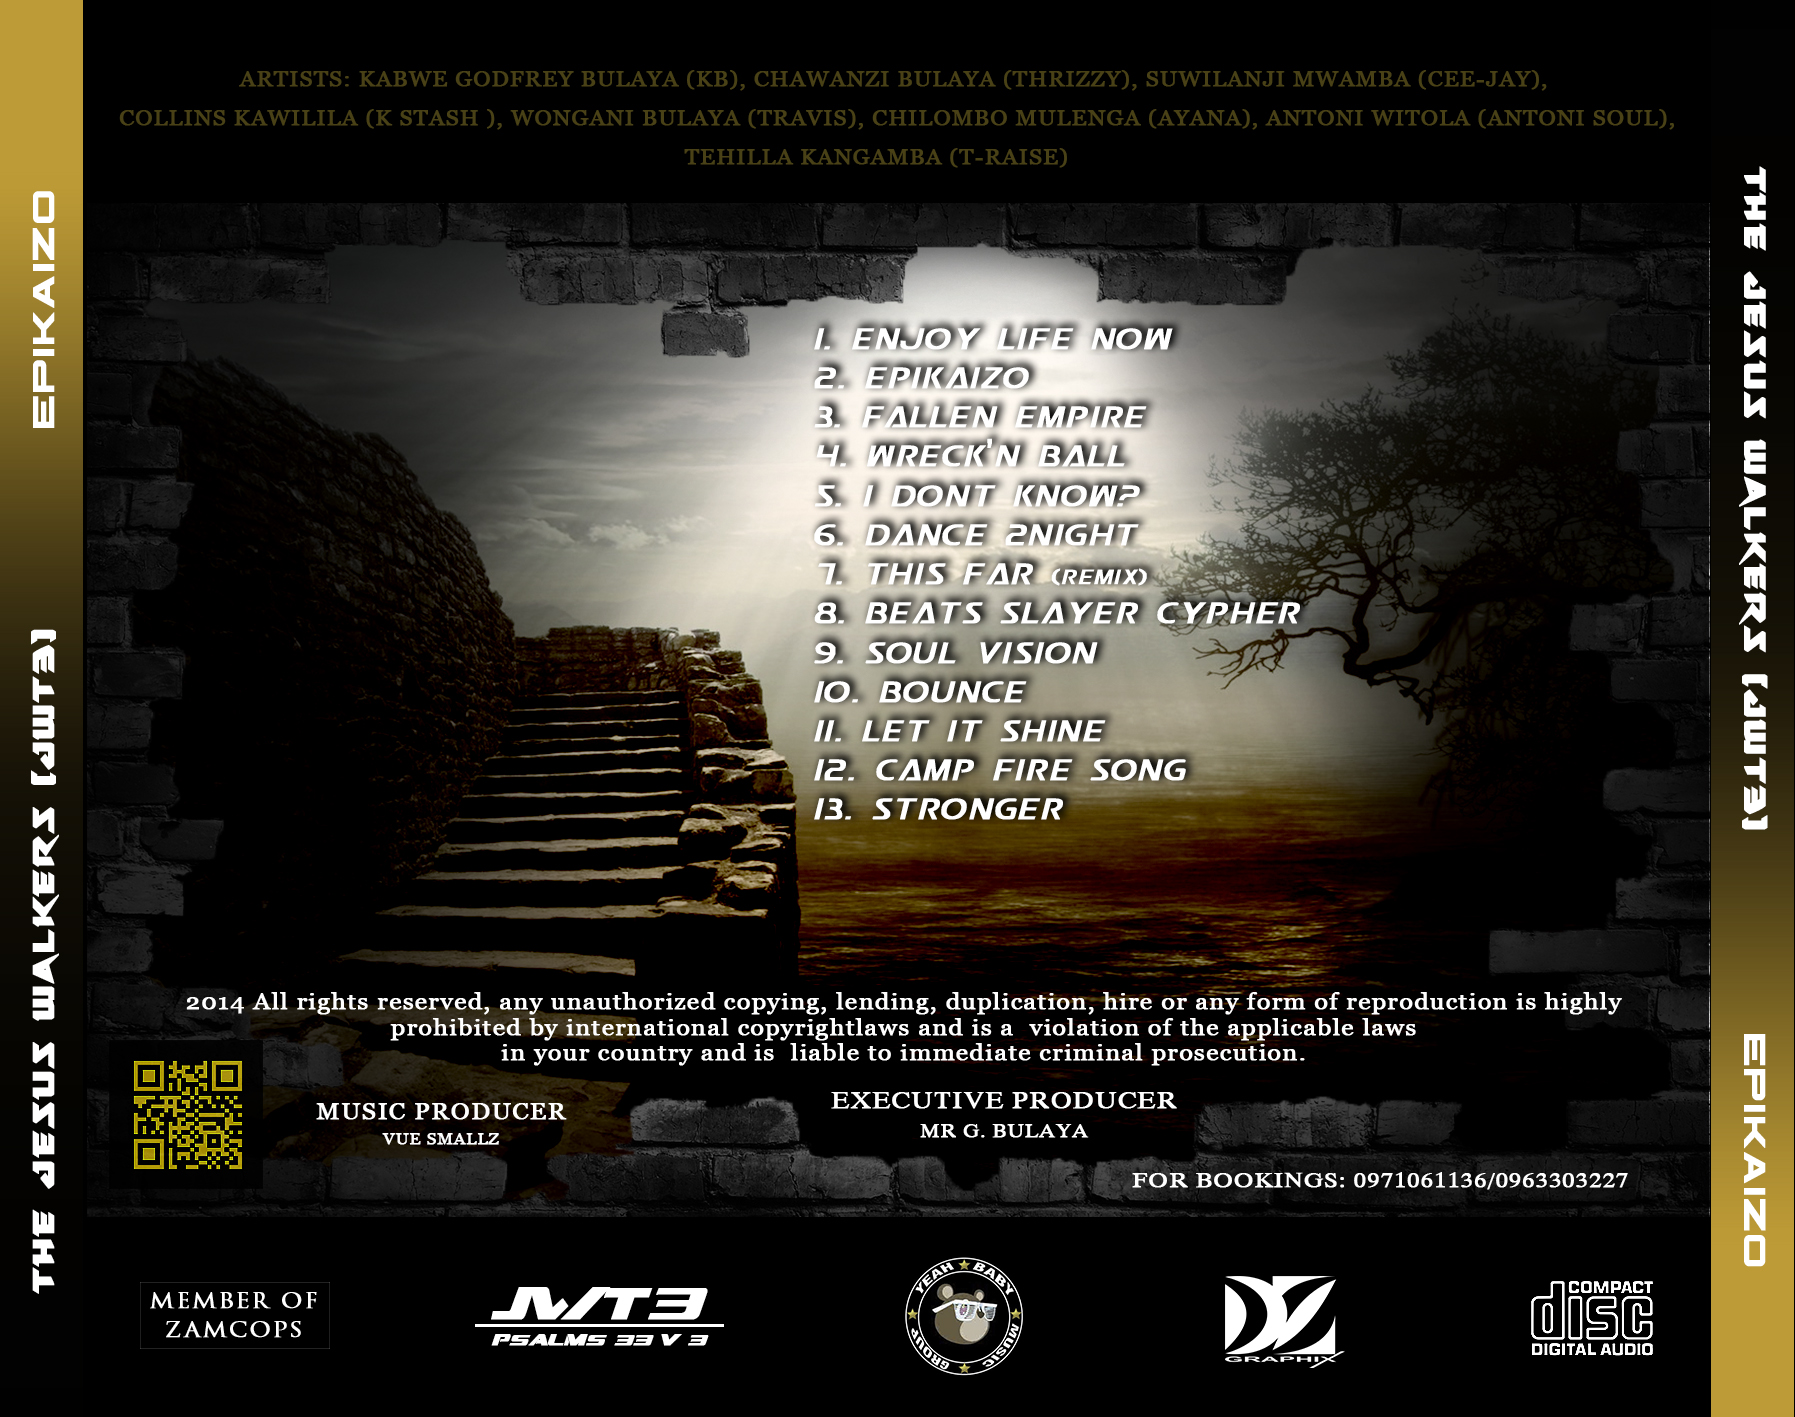 ARTISTS: KABWE GODFREY BULAYA (KB), CHAWANZI BULAYA (THRIZZY), SUWILANJI MWAMBA (CEE-JAY),
COLLINS KAWILILA (K STASH ), WONGANI BULAYA (TRAVIS), CHILOMBO MULENGA (AYANA), ANTONI WITOLA (ANTONI SOUL),
TEHILLA KANGAMBA (T-RAISE)
THE JESUS WALKERS (JWT3) EPIKAIZO
1. ENJOY LIFE NOW
2. EPIKAIZO
3. FALLEN EMPIRE
4. WRECK'N BALL
5. I DONT KNOW?
6. DANCE 2NIGHT
7. THIS FAR (REMIX)
8. BEATS SLAYER CYPHER
9. SOUL VISION
10. BOUNCE
11. LET IT SHINE
12. CAMP FIRE SONG
13. STRONGER
THE JESUS WALKERS (JWT3) EPIKAIZO
2014 All rights reserved, any unauthorized copying, lending, duplication, hire or any form of reproduction is highly
prohibited by international copyrightlaws and is a violation of the applicable laws
in your country and is liable to immediate criminal prosecution.
MUSIC PRODUCER
VUE SMALLZ
EXECUTIVE PRODUCER
MR G. BULAYA
FOR BOOKINGS: 0971061136/0963303227
MEMBER OF
ZAMCOPS
JWT3
PSALMS 33 V 3
YEAH BABY
MUSIC GROUP
DZ
GRAPHIX
COMPACT
disc
DIGITAL AUDIO